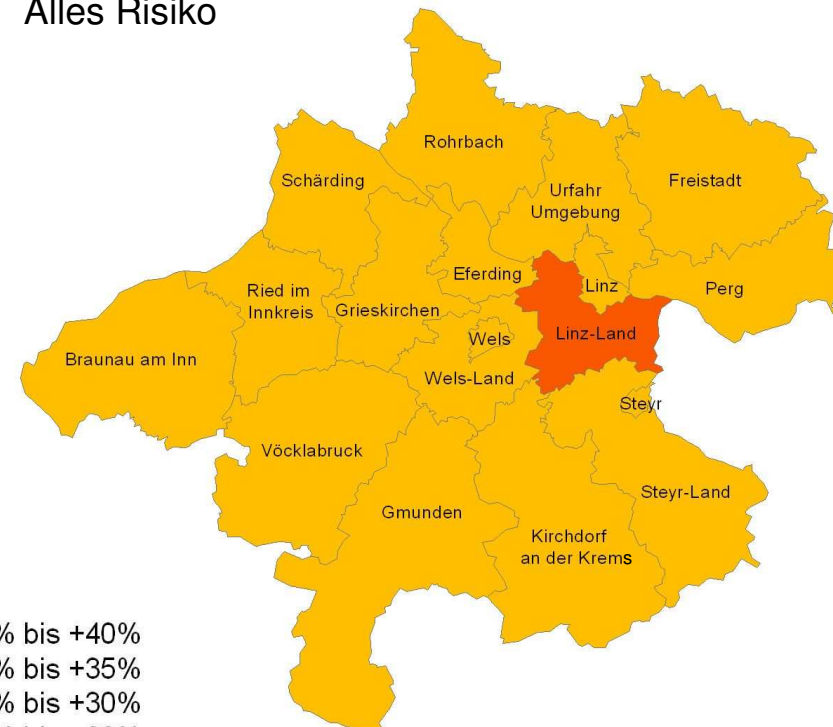 Alles Risiko
Rohrbach
Schärding
Freistadt
Urfahr
Umgebung
Eferding
Linz
Perg
Ried im
Innkreis
Grieskirchen
Linz-Land
Wels
Braunau am Inn
Wels-Land
Steyr
Vöcklabruck
Steyr-Land
Gmunden
Kirchdorf
an der Krems
% bis +40%
% bis +35%
% bis +30%